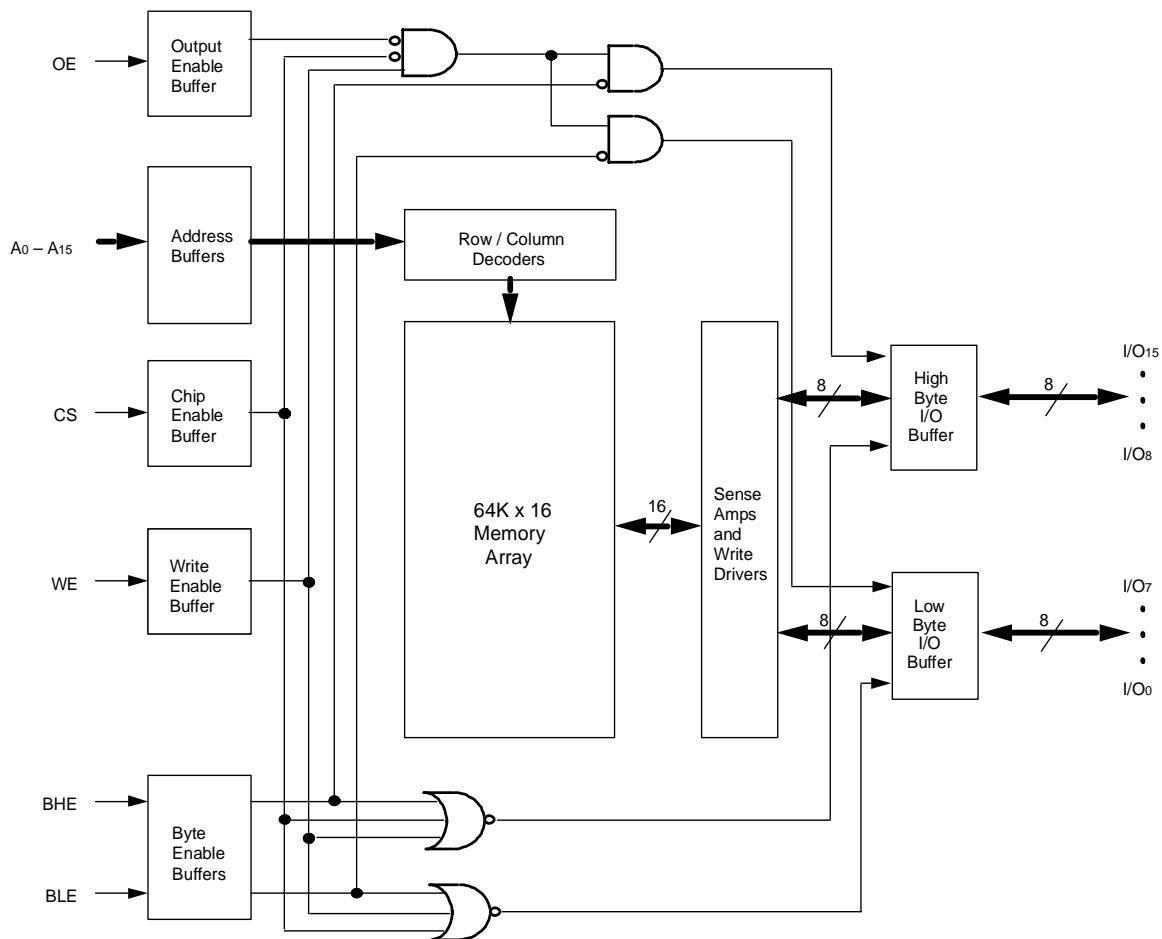 OE
Output
Enable
Buffer
A0 – A15
Address
Buffers
Row / Column
Decoders
CS
Chip
Enable
Buffer
WE
Write
Enable
Buffer
64K x 16
Memory
Array
16
Sense
Amps
and
Write
Drivers
8
High
Byte
I/O
Buffer
8
I/O15
I/O8
8
Low
Byte
I/O
Buffer
8
I/O7
I/O0
BHE
BLE
Byte
Enable
Buffers